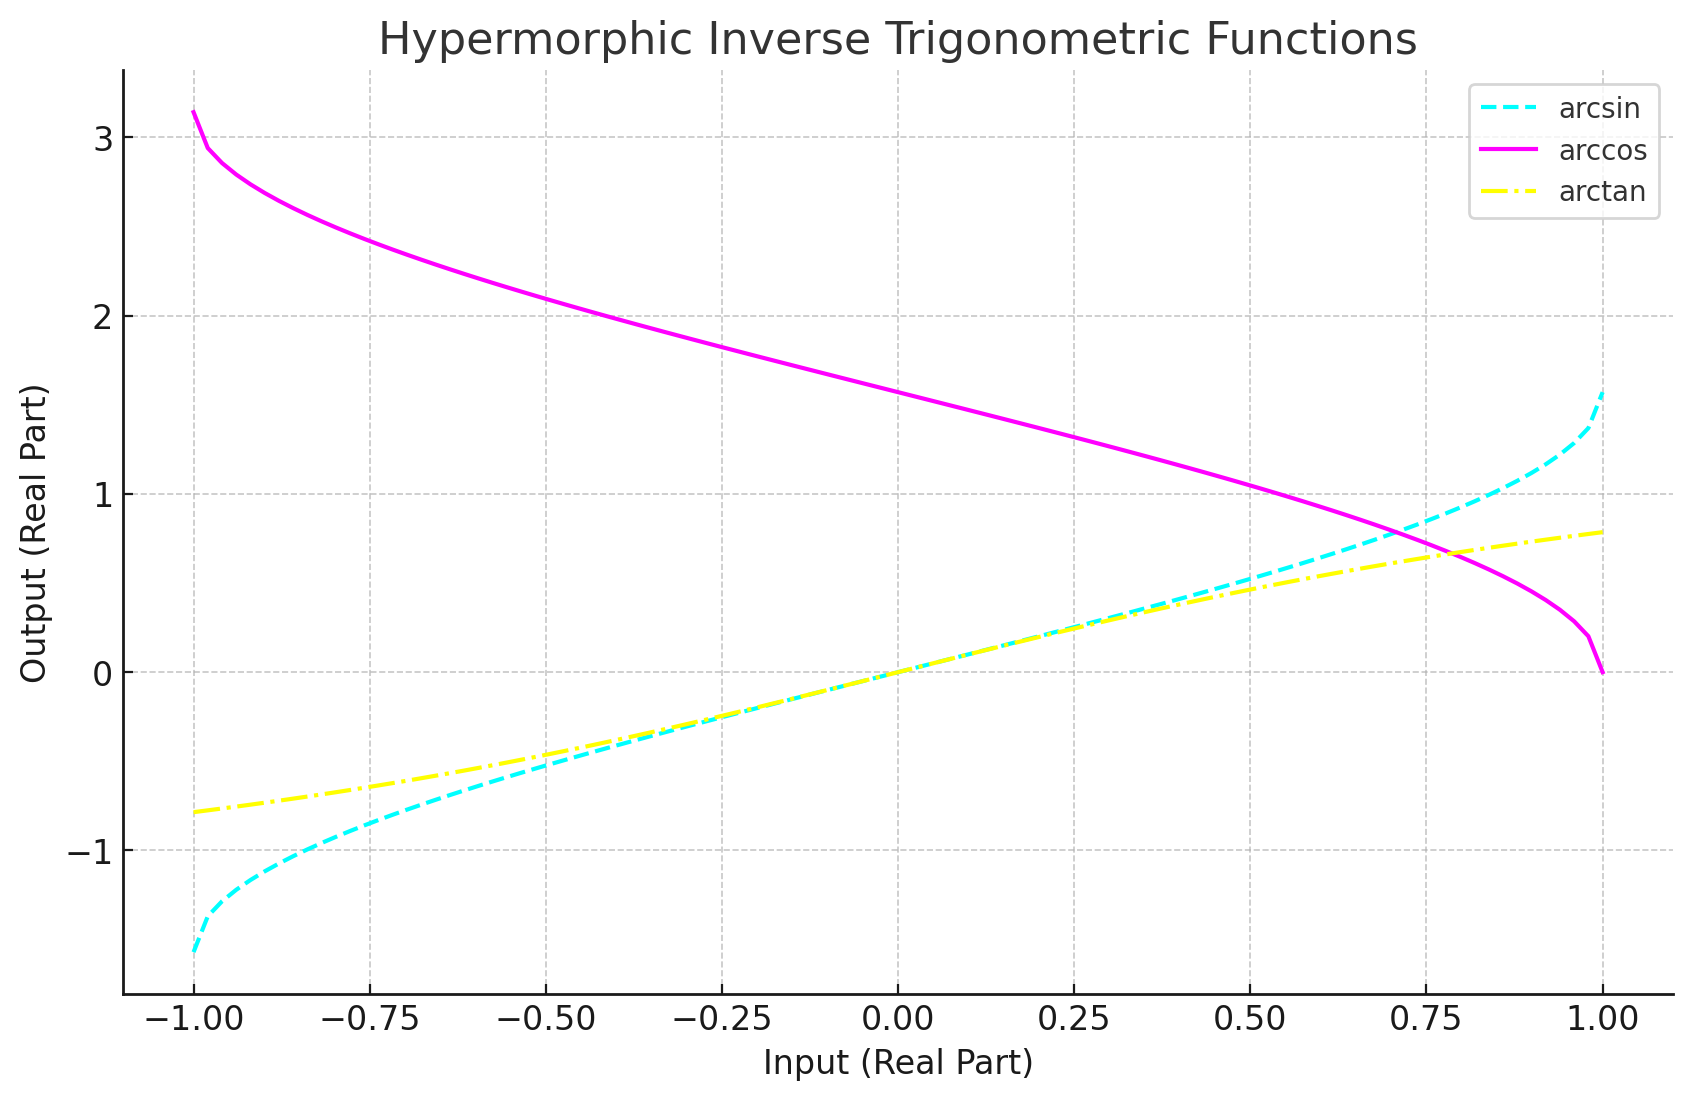 Hypermorphic Inverse Trigonometric Functions
arcsin
arccos
arctan
3
2
1
0
−1
Output (Real Part)
−1.00 −0.75 −0.50 −0.25 0.00 0.25 0.50 0.75 1.00
Input (Real Part)